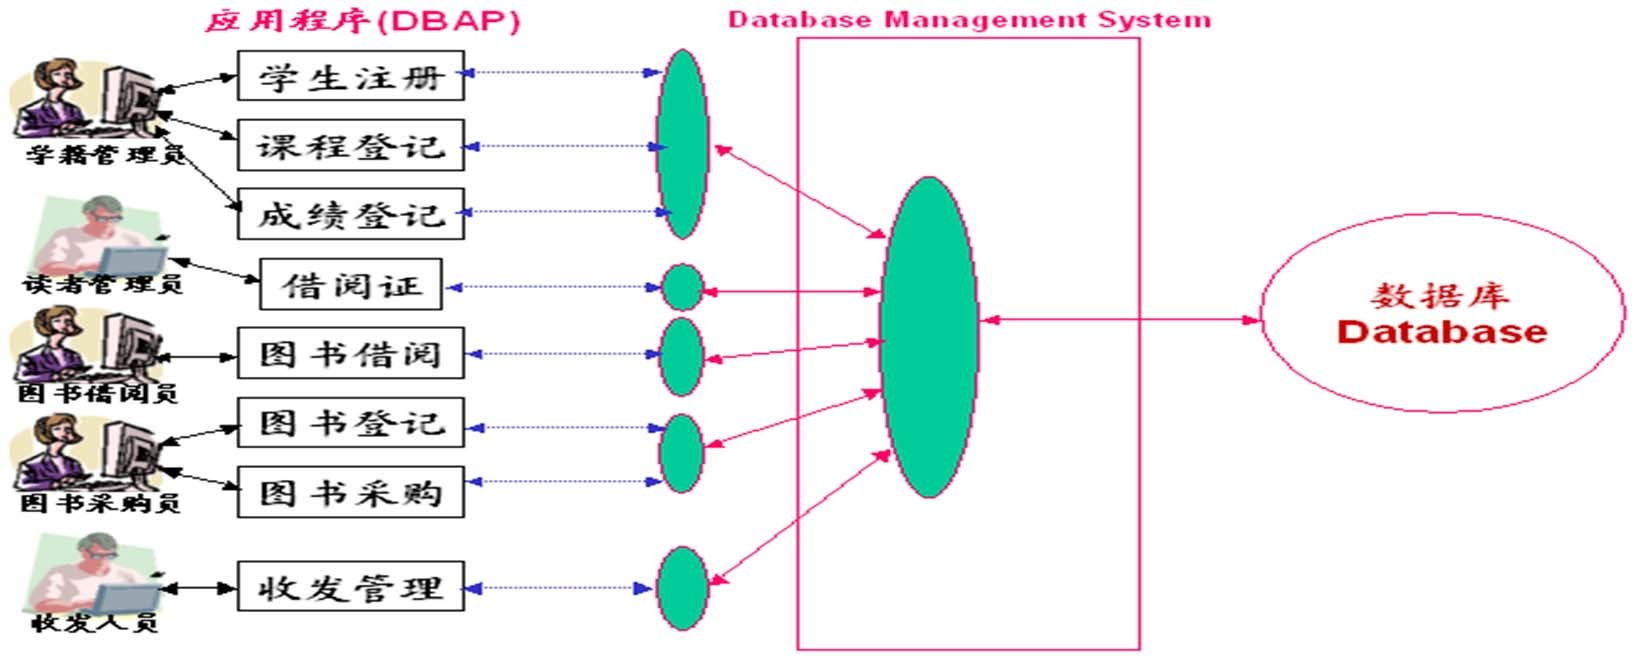 应用程序(DBAP)
Database Management System
学生注册
课程登记
学籍管理员
成绩登记
读者管理员
借阅证
图书借阅
图书借阅员
图书登记
图书采购
图书采购员
收发管理
收发人员
数据库
Database